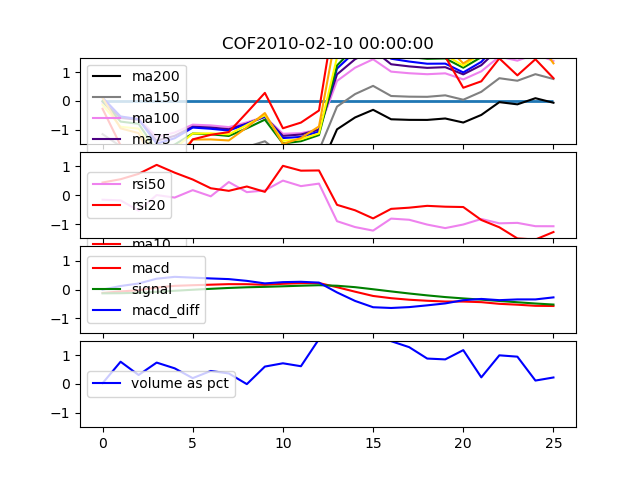 COF2010-02-10 00:00:00
1
0
−1
ma200
ma150
ma100
ma75
1
0
−1
rsi50
rsi20
ma10
1
0
−1
macd
signal
macd_diff
1
0
−1
volume as pct
0 5 10 15 20 25